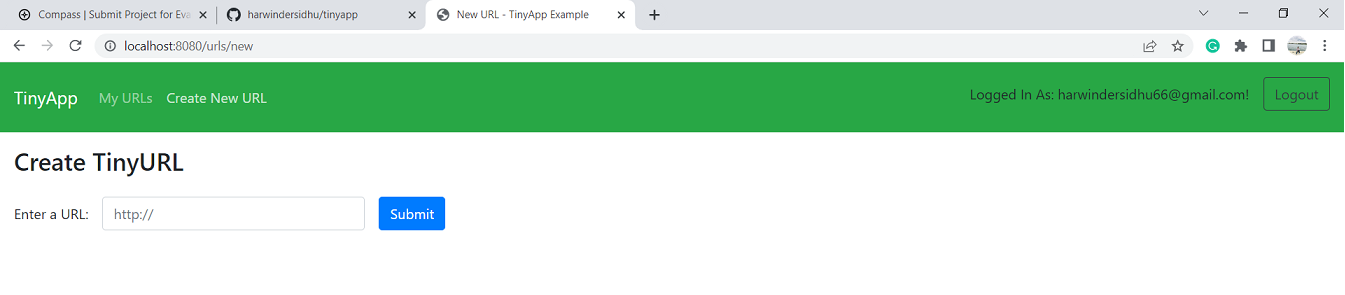 Compass | Submit Project for Eva
harwindersidhu/tinyapp
New URL - TinyApp Example
localhost:8080/urls/new
TinyApp My URLs Create New URL Logged In As: harwindersidhu66@gmail.com! Logout
Create TinyURL
Enter a URL: http:// Submit